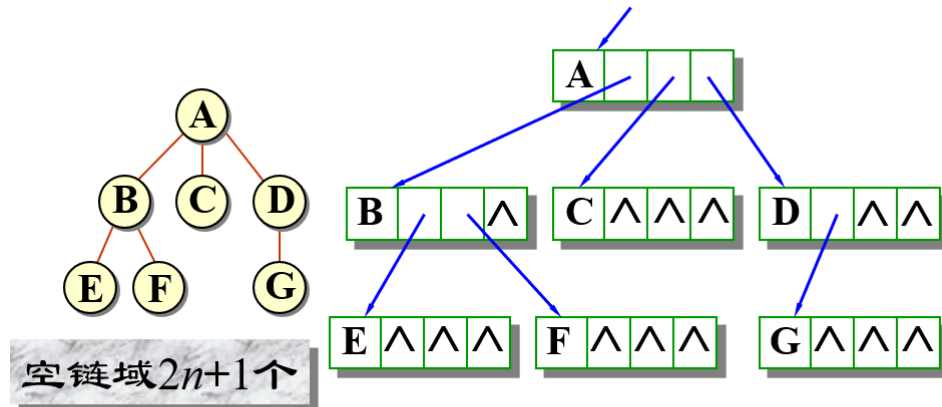 A
B C D
E F G
空链域2n+1个
A
B ∧ C ∧ ∧ ∧ D ∧ ∧
E ∧ ∧ ∧ F ∧ ∧ ∧ G ∧ ∧ ∧